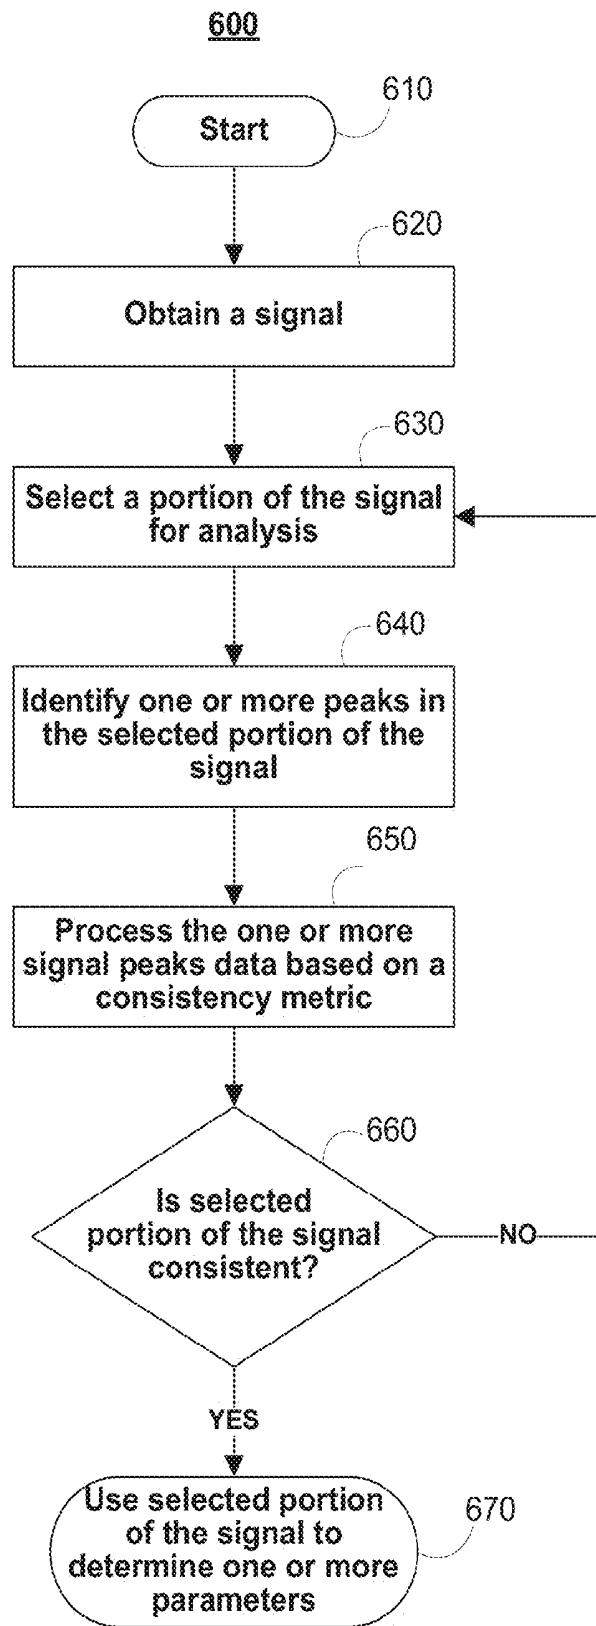 600
610
Start
620
Obtain a signal
630
Select a portion of the signal
for analysis
640
Identify one or more peaks in
the selected portion of the
signal
650
Process the one or more
signal peaks data based on a
consistency metric
660
Is selected
portion of the signal
consistent?
NO
YES
670
Use selected portion
of the signal to
determine one or more
parameters